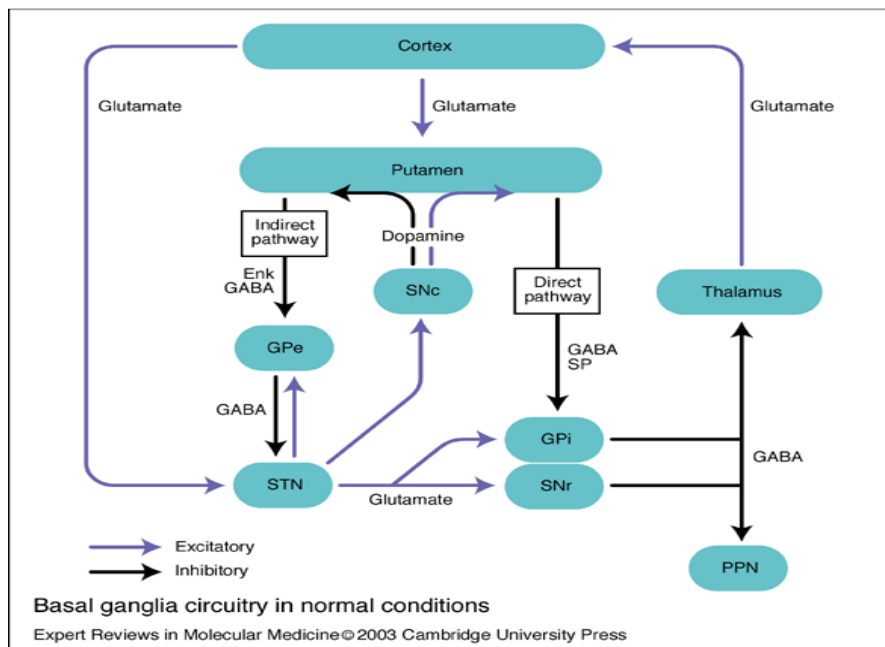 Cortex
Glutamate
Glutamate
Glutamate
Putamen
Indirect
pathway
Dopamine
Enk
GABA
SNc
Direct
pathway
Thalamus
GPe
GABA
SP
GABA
GPi
GABA
STN
Glutamate
SNr
Excitatory
Inhibitory
PPN
Basal ganglia circuitry in normal conditions
Expert Reviews in Molecular Medicine©2003 Cambridge University Press